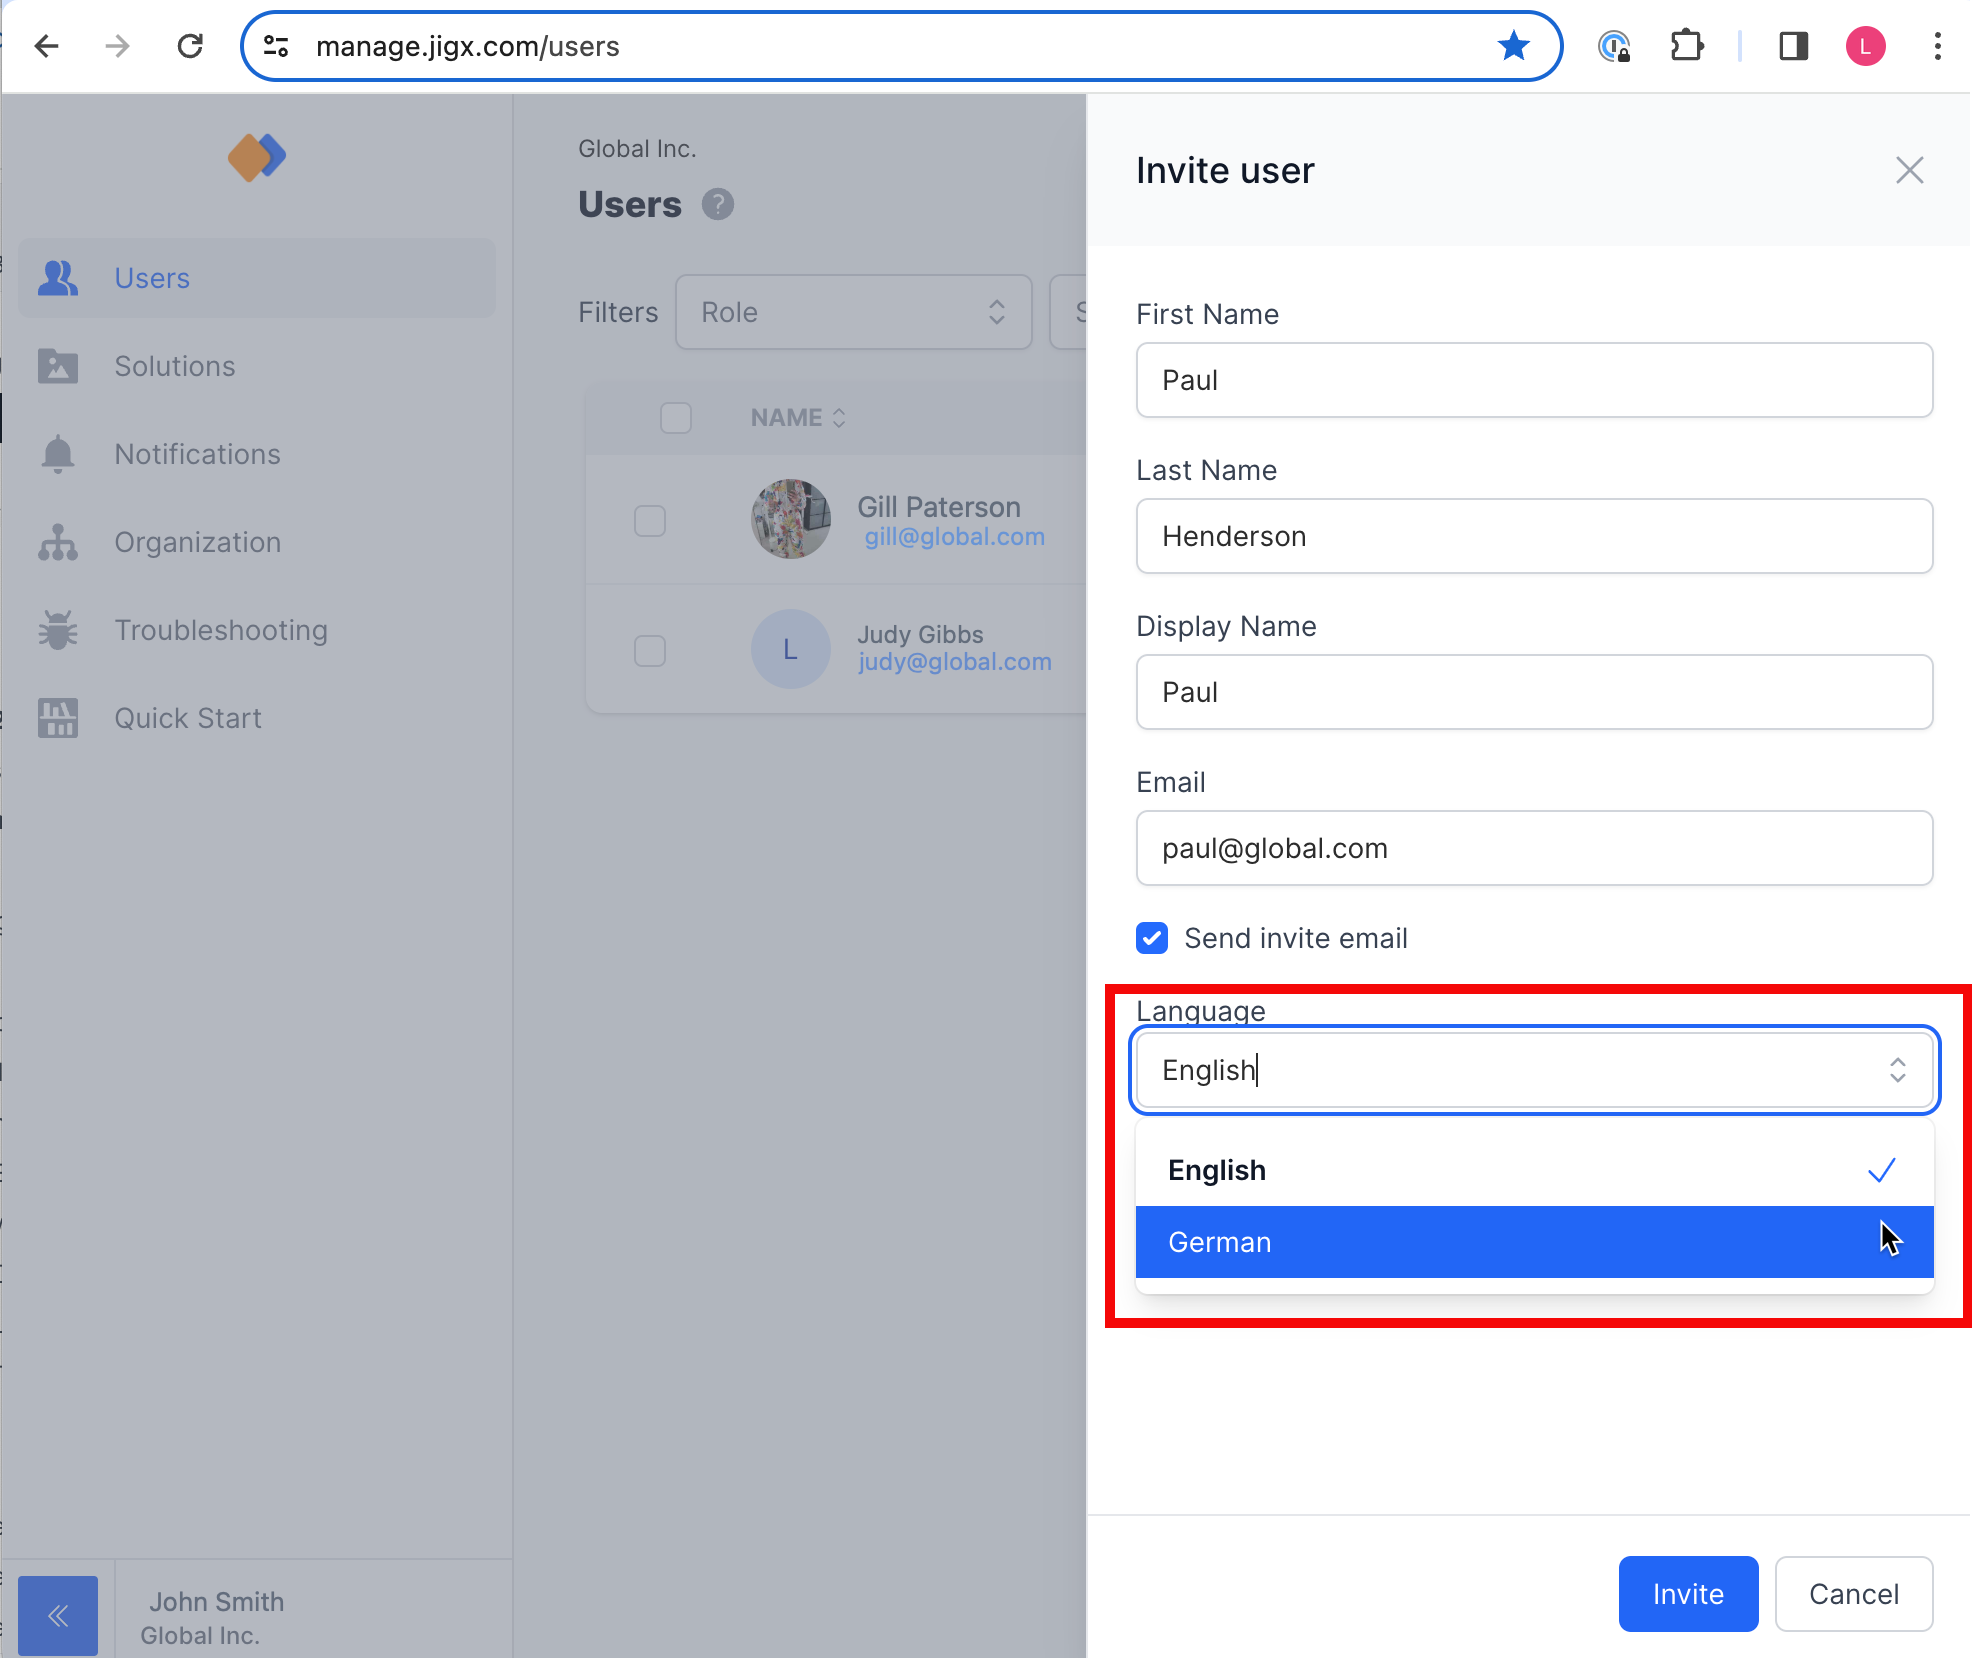 manage.jigx.com/users
L
Users
Solutions
Notifications
Organization
Troubleshooting
Quick Start
John Smith
Global Inc.
Global Inc.
Users ?
Filters
Role
NAME
Gill Paterson
gill@global.com
L
Judy Gibbs
judy@global.com
Invite user
First Name
Paul
Last Name
Henderson
Display Name
Paul
Email
paul@global.com
Send invite email
Language
English
English
German
Invite
Cancel